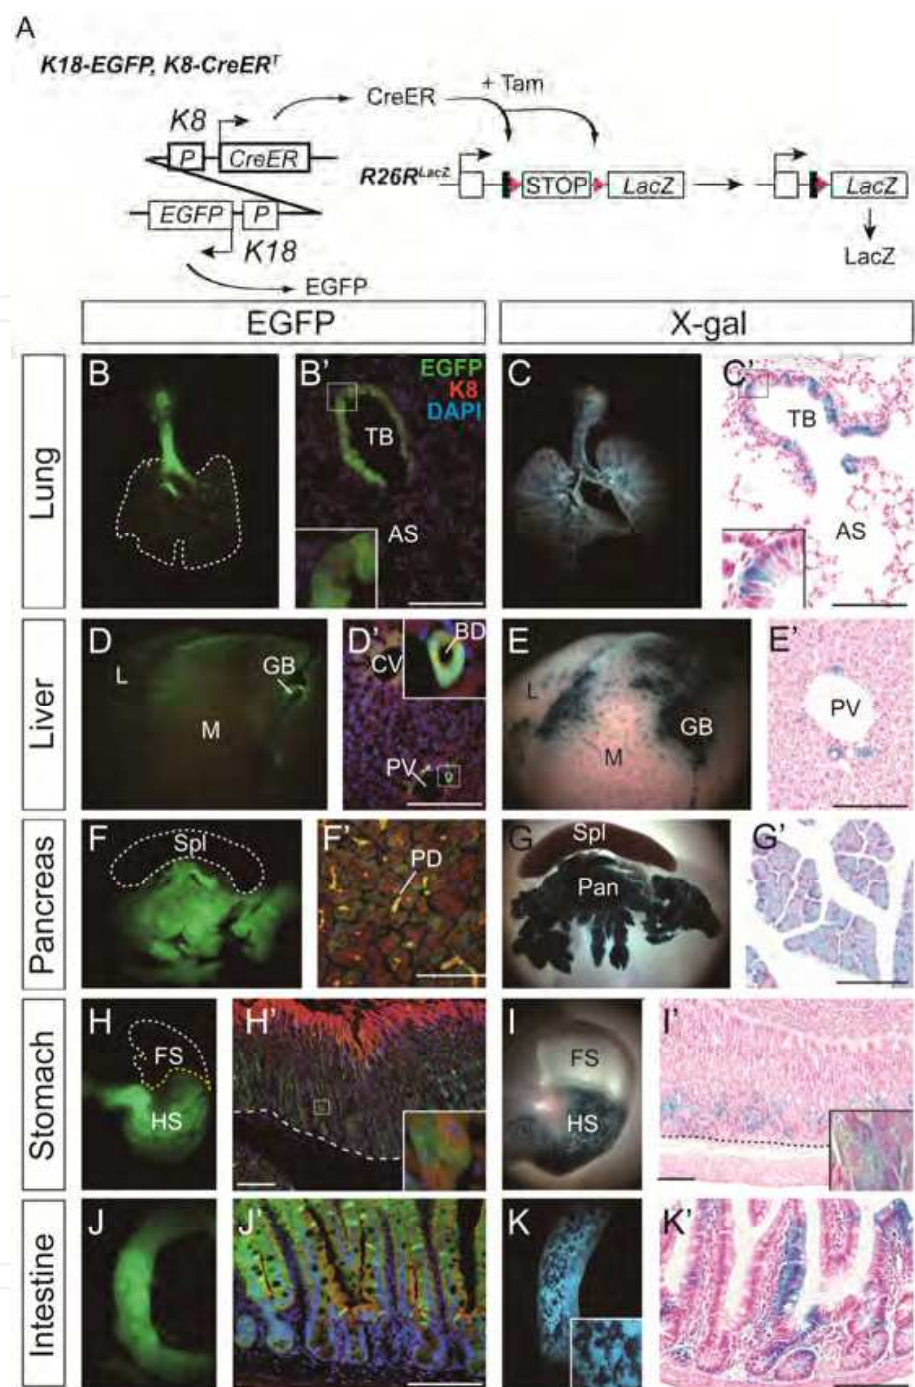 A
K18-EGFP, K8-CreERᵀ
+ Tam
CreER
K8
P
CreER
R26R^LacZ
STOP
LacZ
LacZ
EGFP
P
K18
LacZ
EGFP
EGFP
X-gal
Lung
B
B'
EGFP
K8
DAPI
TB
AS
C
C'
TB
AS
Liver
D
L
GB
M
D'
CV
BD
PV
E
L
GB
M
E'
PV
Pancreas
F
Spl
F'
PD
G
Spl
Pan
G'
Stomach
H
FS
HS
H'
I
FS
HS
I'
Intestine
J
J'
K
K'